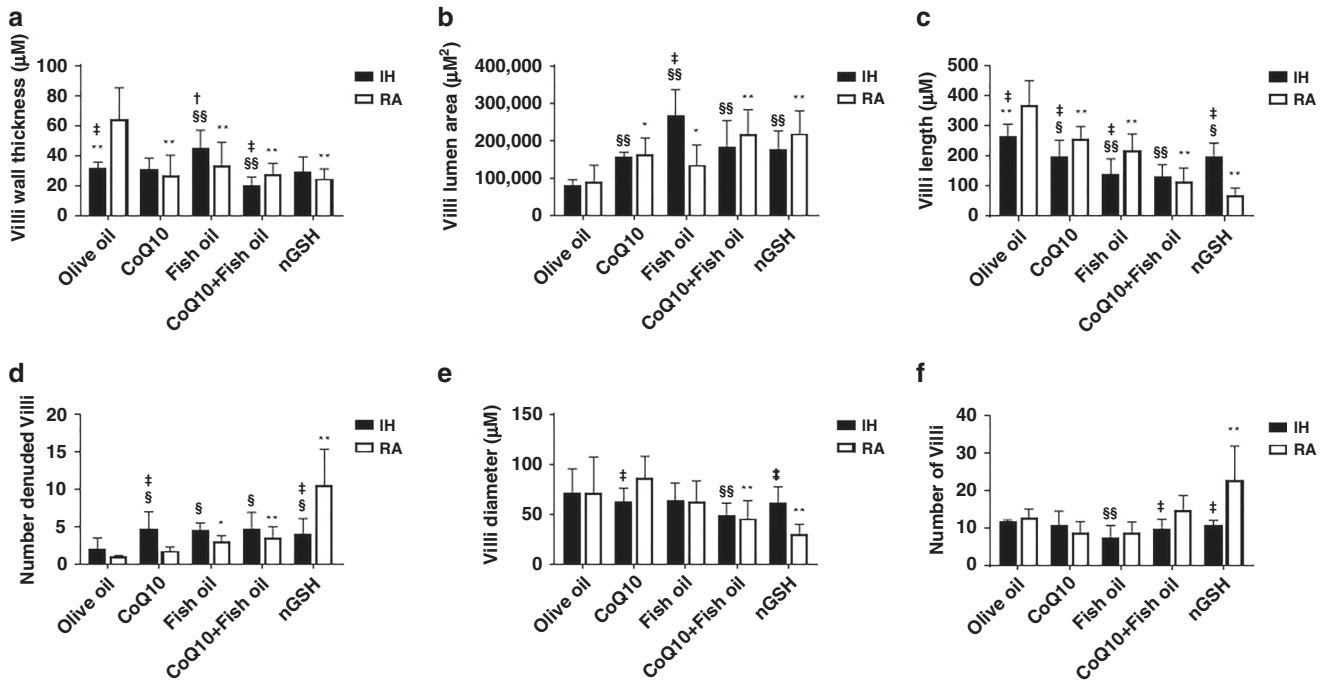 a
Villi wall thickness (μM)
100
80
60
40
20
0
‡
**
**
†
§§
**
‡
§§
**
**
IH
RA
Olive oil
CoQ10
Fish oil
CoQ10+Fish oil
nGSH
b
Villi lumen area (μM²)
400,000
300,000
200,000
100,000
0
§§
*
‡
§§
*
§§
**
§§
**
IH
RA
Olive oil
CoQ10
Fish oil
CoQ10+Fish oil
nGSH
c
Villi length (μM)
500
400
300
200
100
0
‡
**
‡
§
**
‡
§§
**
§§
**
‡
§
**
IH
RA
Olive oil
CoQ10
Fish oil
CoQ10+Fish oil
nGSH
d
Number denuded Villi
20
15
10
5
0
‡
§
§
*
§
**
‡
§
**
IH
RA
Olive oil
CoQ10
Fish oil
CoQ10+Fish oil
nGSH
e
Villi diameter (μM)
150
100
50
0
‡
§§
**
‡
**
IH
RA
Olive oil
CoQ10
Fish oil
CoQ10+Fish oil
nGSH
f
Number of Villi
40
30
20
10
0
§§
‡
‡
**
IH
RA
Olive oil
CoQ10
Fish oil
CoQ10+Fish oil
nGSH